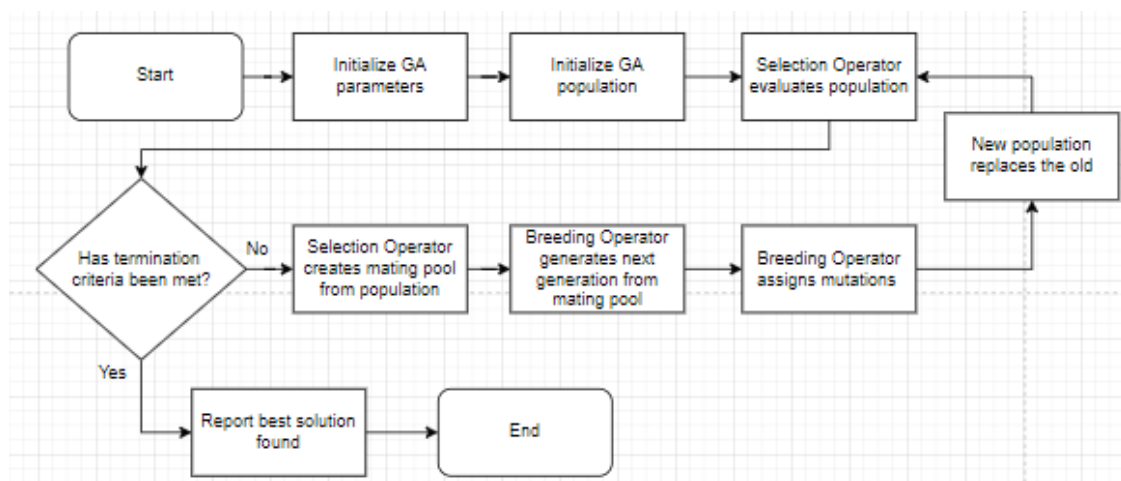 Start
Initialize GA
parameters
Initialize GA
population
Selection Operator
evaluates population
New population
replaces the old
Has termination
criteria been met?
No
Selection Operator
creates mating pool
from population
Breeding Operator
generates next
generation from
mating pool
Breeding Operator
assigns mutations
Yes
Report best solution
found
End